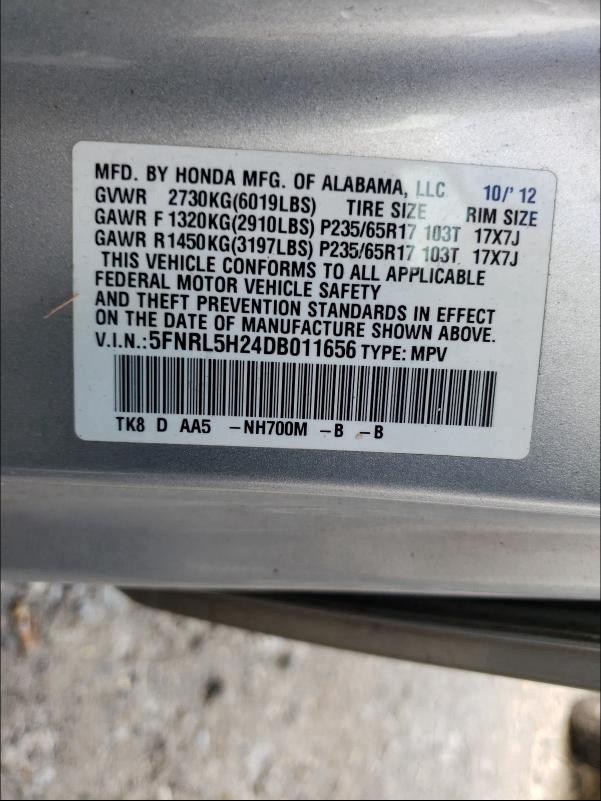 MFD. BY HONDA MFG. OF ALABAMA, LLC 10/'12
GVWR 2730KG(6019LBS) TIRE SIZE RIM SIZE
GAWR F 1320KG(2910LBS) P235/65R17 103T 17X7J
GAWR R1450KG(3197LBS) P235/65R17 103T 17X7J
THIS VEHICLE CONFORMS TO ALL APPLICABLE
FEDERAL MOTOR VEHICLE SAFETY
AND THEFT PREVENTION STANDARDS IN EFFECT
ON THE DATE OF MANUFACTURE SHOWN ABOVE.
V.I.N.:5FNRL5H24DB011656 TYPE: MPV
TK8 D AA5 -NH700M -B -B